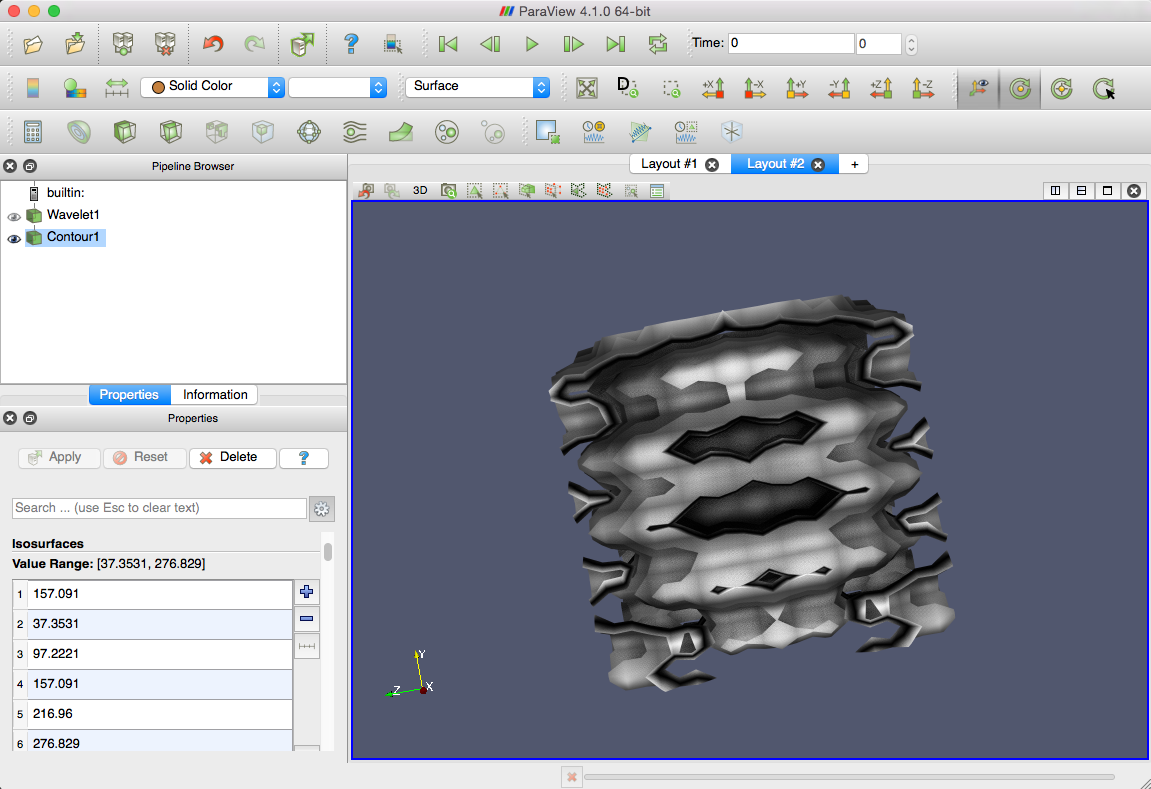 ParaView 4.1.0 64-bit
Time: 0 0
Solid Color Surface D +X -X +Y -Y +Z -Z
Pipeline Browser
Layout #1 Layout #2 +
3D
builtin:
Wavelet1
Contour1
Properties Information
Properties
Apply Reset Delete ?
Search ... (use Esc to clear text)
Isosurfaces
Value Range: [37.3531, 276.829]
1 157.091
2 37.3531
3 97.2221
4 157.091
5 216.96
6 276.829
Y
Z X